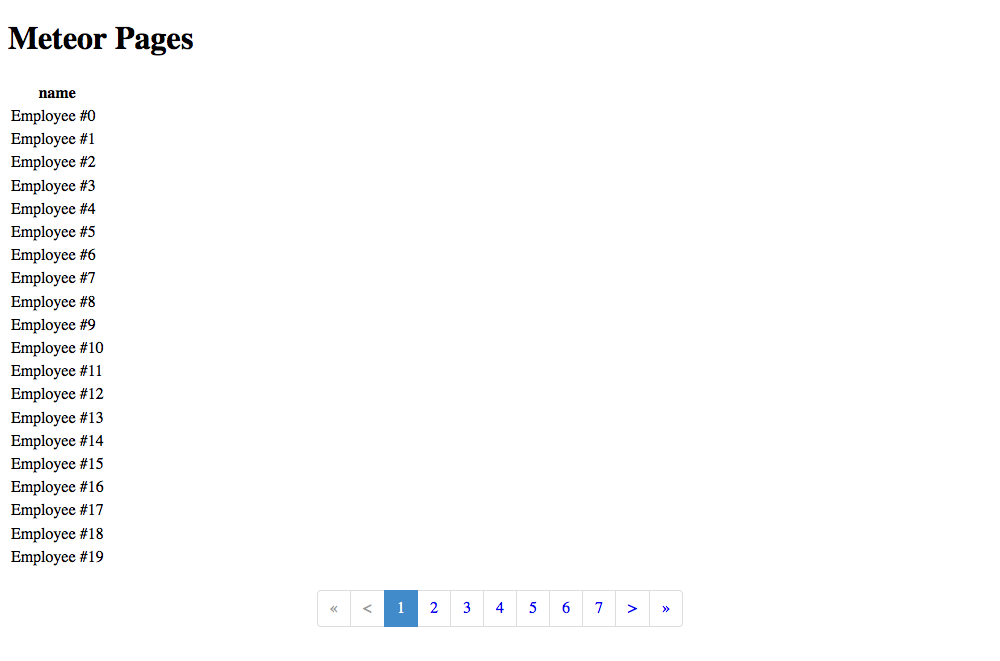 Meteor Pages
name
Employee #0
Employee #1
Employee #2
Employee #3
Employee #4
Employee #5
Employee #6
Employee #7
Employee #8
Employee #9
Employee #10
Employee #11
Employee #12
Employee #13
Employee #14
Employee #15
Employee #16
Employee #17
Employee #18
Employee #19
« < 1 2 3 4 5 6 7 > »